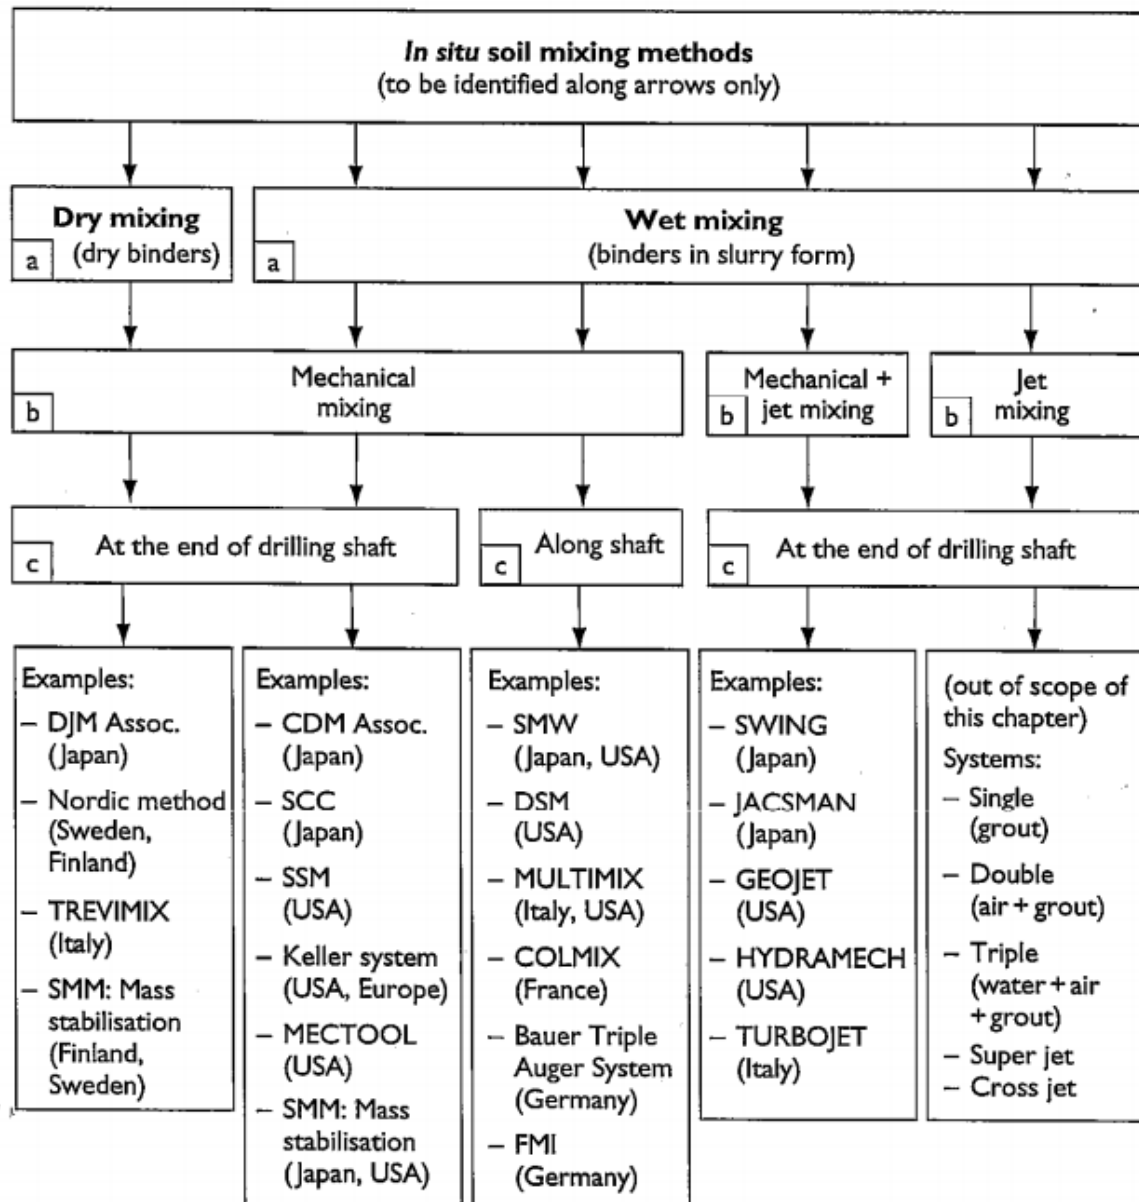 In situ soil mixing methods
(to be identified along arrows only)
Dry mixing
(dry binders)
a
Wet mixing
(binders in slurry form)
a
Mechanical
mixing
b
Mechanical +
jet mixing
b
Jet
mixing
b
At the end of drilling shaft
c
Along shaft
c
At the end of drilling shaft
c
Examples:
– DJM Assoc.
(Japan)
– Nordic method
(Sweden,
Finland)
– TREVIMIX
(Italy)
– SMM: Mass
stabilisation
(Finland,
Sweden)
Examples:
– CDM Assoc.
(Japan)
– SCC
(Japan)
– SSM
(USA)
– Keller system
(USA, Europe)
– MECTOOL
(USA)
– SMM: Mass
stabilisation
(Japan, USA)
Examples:
– SMW
(Japan, USA)
– DSM
(USA)
– MULTIMIX
(Italy, USA)
– COLMIX
(France)
– Bauer Triple
Auger System
(Germany)
– FMI
(Germany)
Examples:
– SWING
(Japan)
– JACSMAN
(Japan)
– GEOJET
(USA)
– HYDRAMECH
(USA)
– TURBOJET
(Italy)
(out of scope of
this chapter)
Systems:
– Single
(grout)
– Double
(air + grout)
– Triple
(water + air
+ grout)
– Super jet
– Cross jet